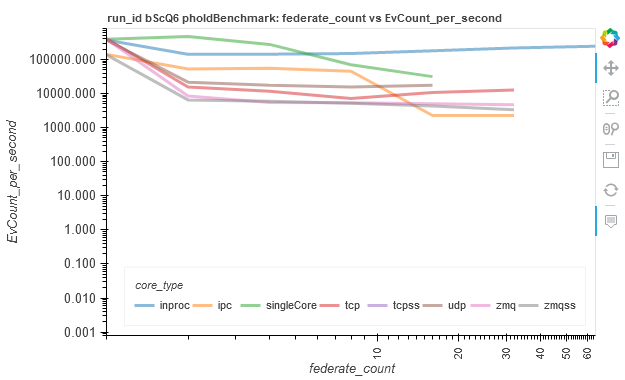 run_id bScQ6 pholdBenchmark: federate_count vs EvCount_per_second
EvCount_per_second
100000.000
10000.000
1000.000
100.000
10.000
1.000
0.100
0.010
0.001
core_type
inproc ipc singleCore tcp tcpss udp zmq zmqss
10 20 30 40 50 60
federate_count